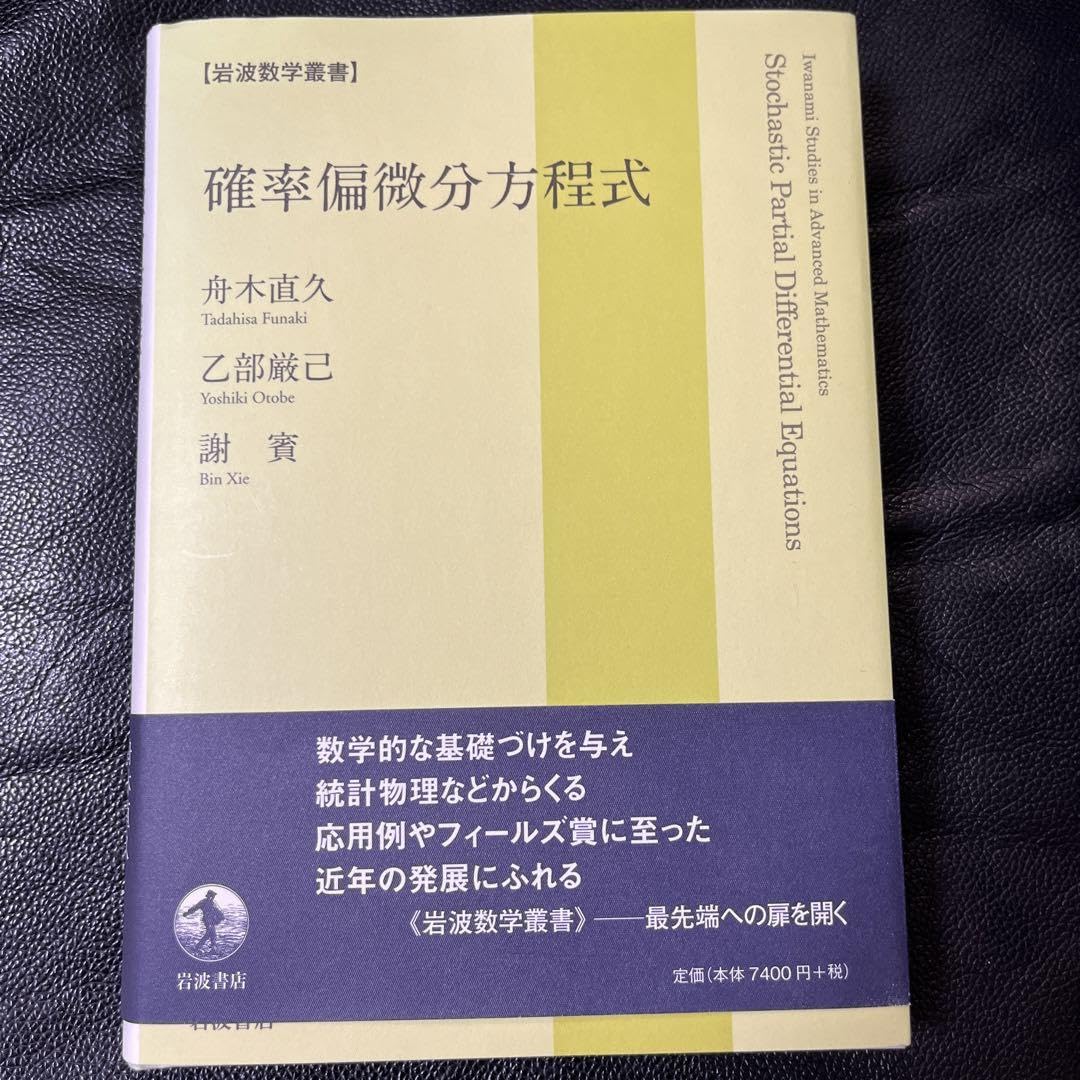 【岩波数学叢書】
確率偏微分方程式
舟木直久
Tadahisa Funaki
乙部厳己
Yoshiki Otobe
謝 賓
Bin Xie
Iwanami Studies in Advanced Mathematics
Stochastic Partial Differential Equations
数学的な基礎づけを与え
統計物理などからくる
応用例やフィールズ賞に至った
近年の発展にふれる
《岩波数学叢書》——最先端への扉を開く
岩波書店
定価(本体 7400 円+税)
岩波書店